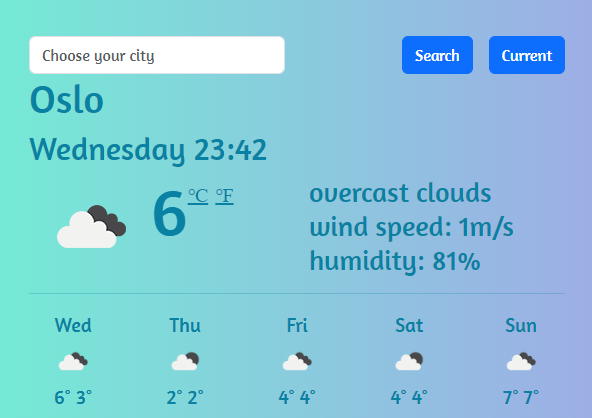 Choose your city Search Current
Oslo
Wednesday 23:42
6 °C °F
overcast clouds
wind speed: 1m/s
humidity: 81%
Wed Thu Fri Sat Sun
6° 3° 2° 2° 4° 4° 4° 4° 7° 7°